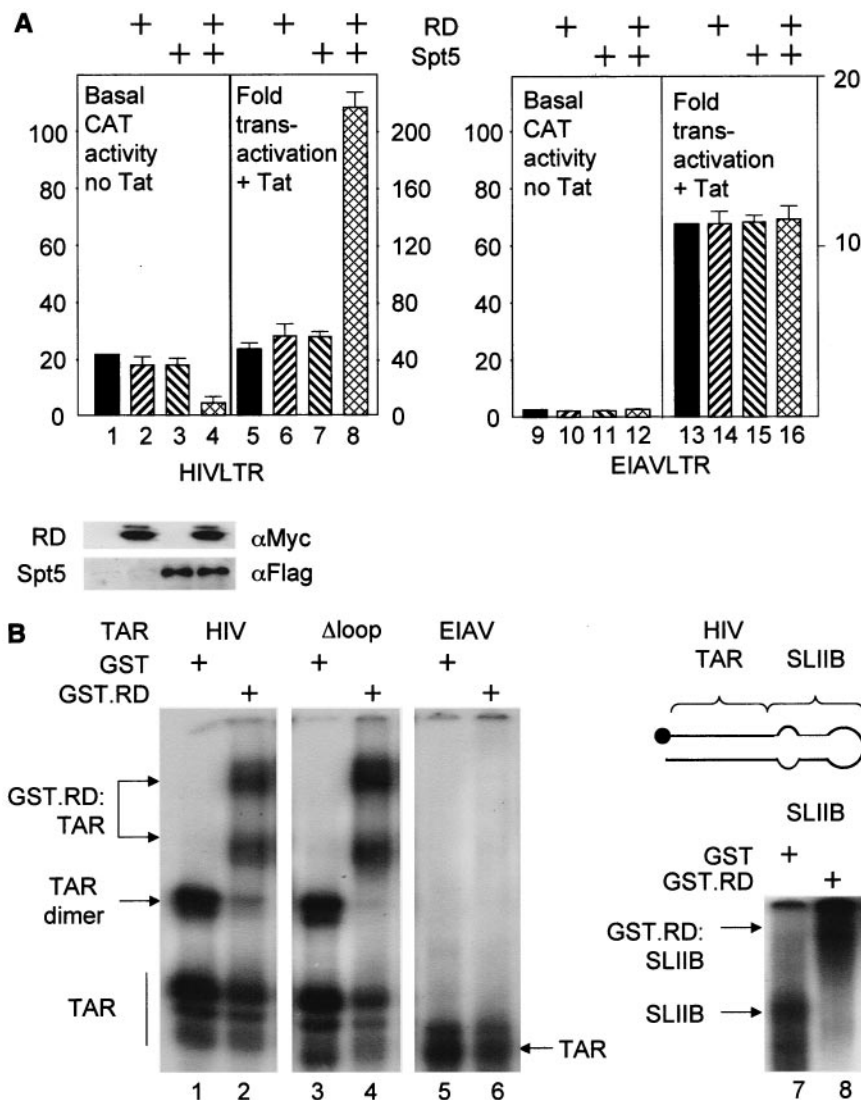 A
+ + RD + +
+ + Spt5 + +
Basal CAT activity no Tat
Fold trans-activation + Tat
100
80
60
40
20
0
220
200
160
120
80
40
0
1 2 3 4 5 6 7 8
HIVLTR
Basal CAT activity no Tat
Fold trans-activation + Tat
100
80
60
40
20
0
20
10
9 10 11 12 13 14 15 16
EIAVLTR
RD αMyc
Spt5 αFlag
B
TAR HIV Δloop EIAV
GST + + +
GST.RD + + +
GST.RD: TAR
TAR dimer
TAR
TAR
1 2 3 4 5 6
HIV
TAR SLIIB
SLIIB
GST +
GST.RD +
GST.RD: SLIIB
SLIIB
7 8